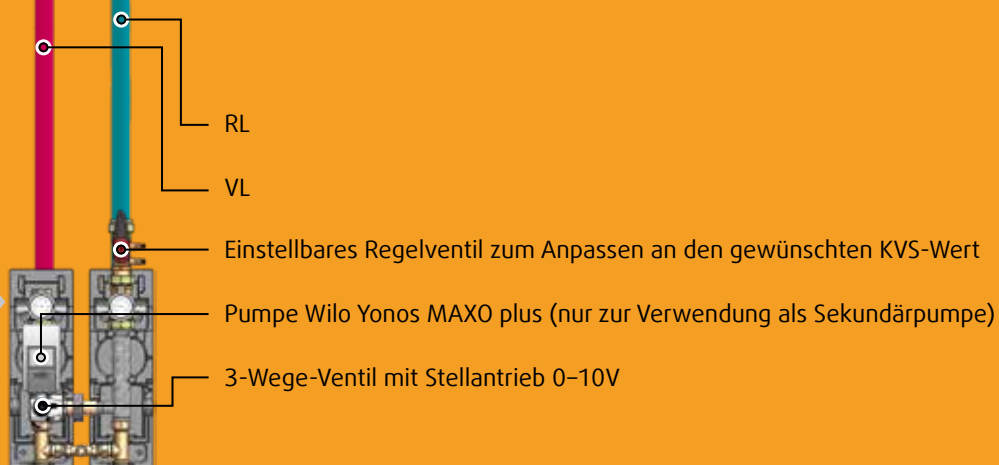 RL
VL
Einstellbares Regelventil zum Anpassen an den gewünschten KVS-Wert
Pumpe Wilo Yonos MAXO plus (nur zur Verwendung als Sekundärpumpe)
3-Wege-Ventil mit Stellantrieb 0–10V